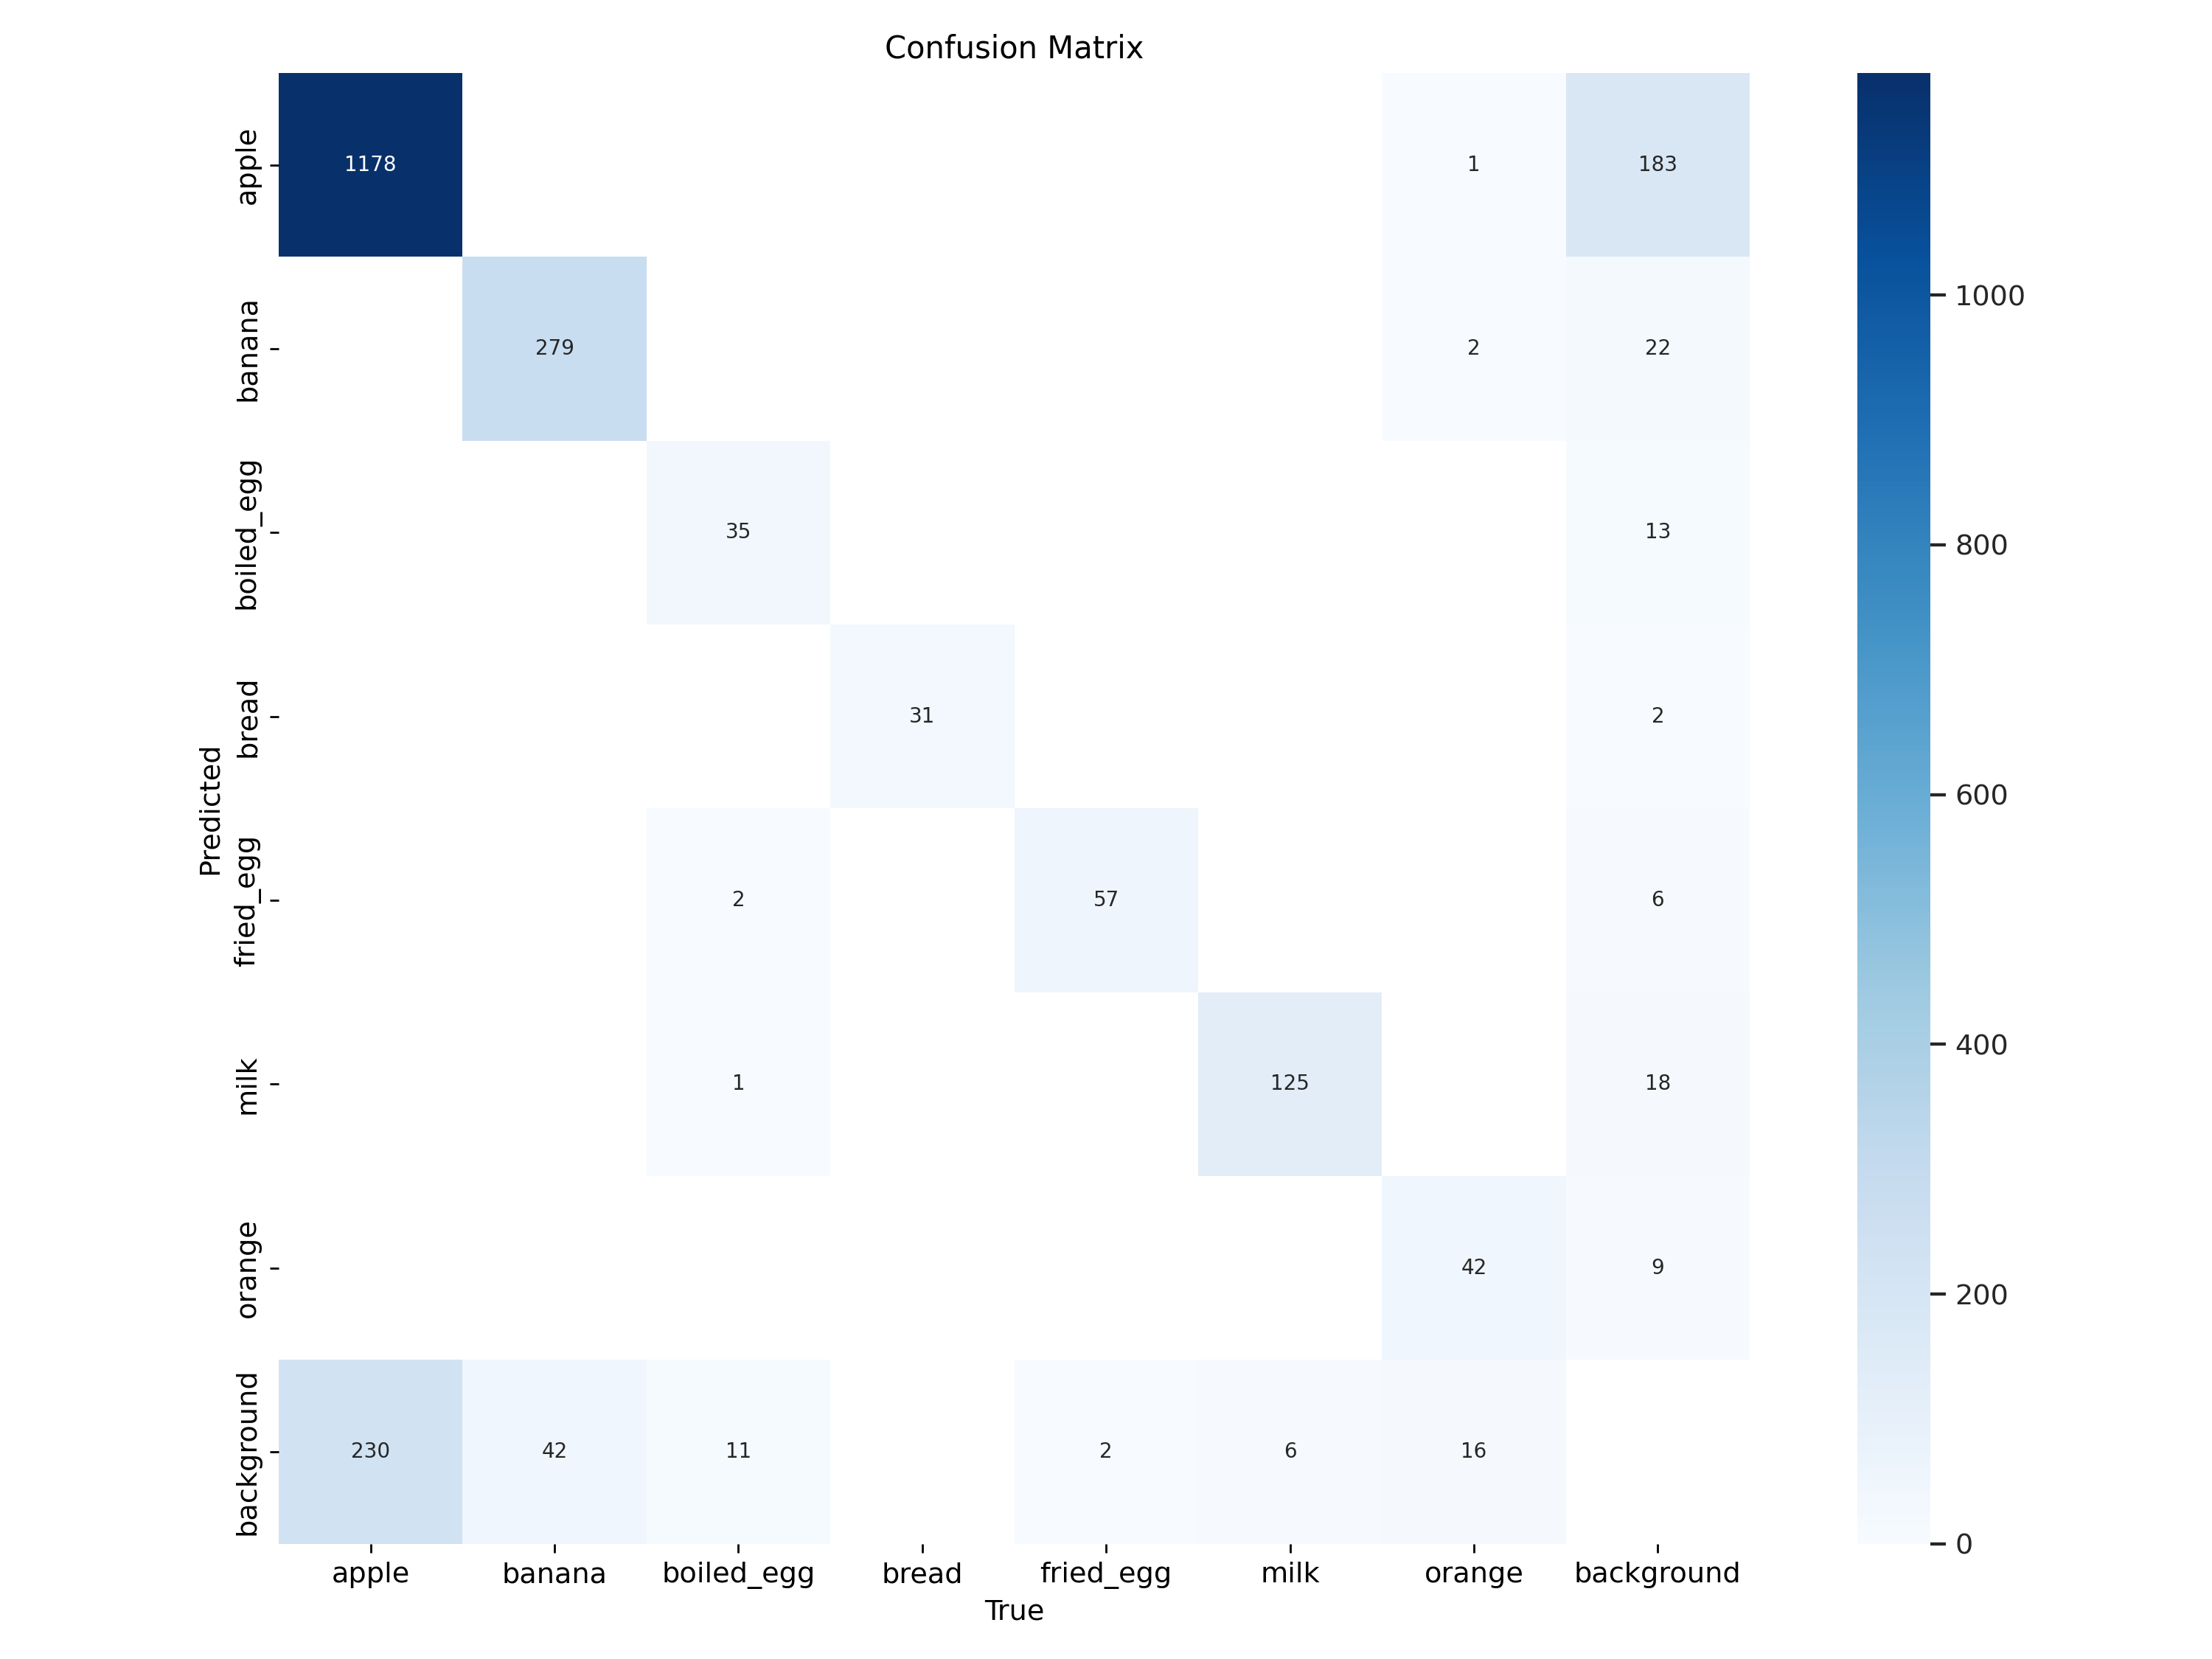 Confusion Matrix
apple
1178
1
183
banana
279
2
22
boiled_egg
35
13
bread
31
2
fried_egg
2
57
6
milk
1
125
18
orange
42
9
background
230
42
11
2
6
16
Predicted
apple
banana
boiled_egg
bread
fried_egg
milk
orange
background
True
1000
800
600
400
200
0